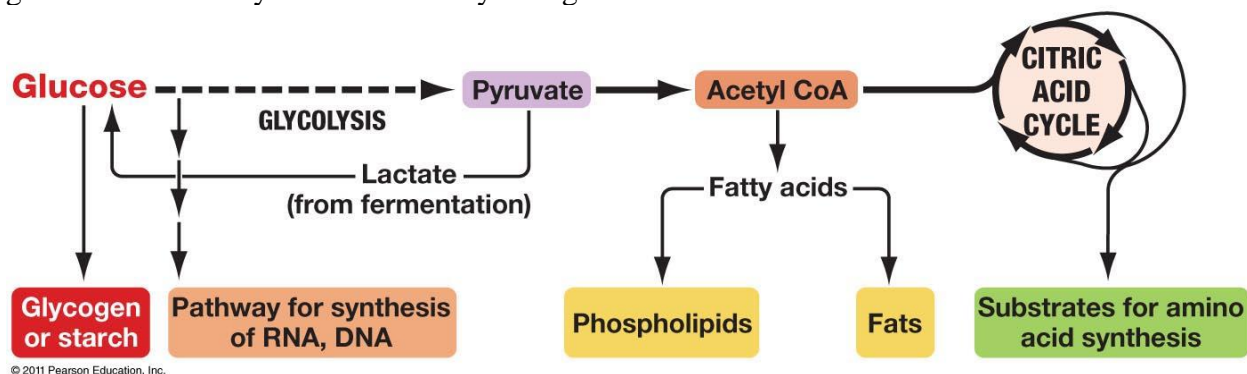 Glucose
GLYCOLYSIS
Pyruvate
Acetyl CoA
CITRIC
ACID
CYCLE
Lactate
(from fermentation)
Fatty acids
Glycogen
or starch
Pathway for synthesis
of RNA, DNA
Phospholipids
Fats
Substrates for amino
acid synthesis
© 2011 Pearson Education, Inc.